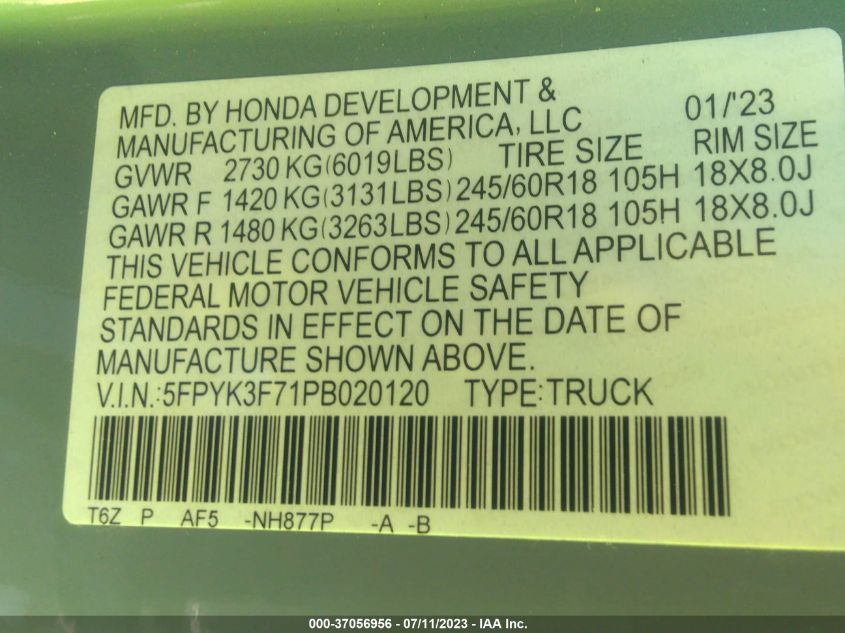 MFD. BY HONDA DEVELOPMENT & 01/'23
MANUFACTURING OF AMERICA, LLC
GVWR 2730 KG(6019LBS) TIRE SIZE RIM SIZE
GAWR F 1420 KG(3131LBS) 245/60R18 105H 18X8.0J
GAWR R 1480 KG(3263LBS) 245/60R18 105H 18X8.0J
THIS VEHICLE CONFORMS TO ALL APPLICABLE
FEDERAL MOTOR VEHICLE SAFETY
STANDARDS IN EFFECT ON THE DATE OF
MANUFACTURE SHOWN ABOVE.
V.I.N.:5FPYK3F71PB020120 TYPE:TRUCK
T6Z P AF5 -NH877P -A -B
000-37056956 - 07/11/2023 - IAA Inc.